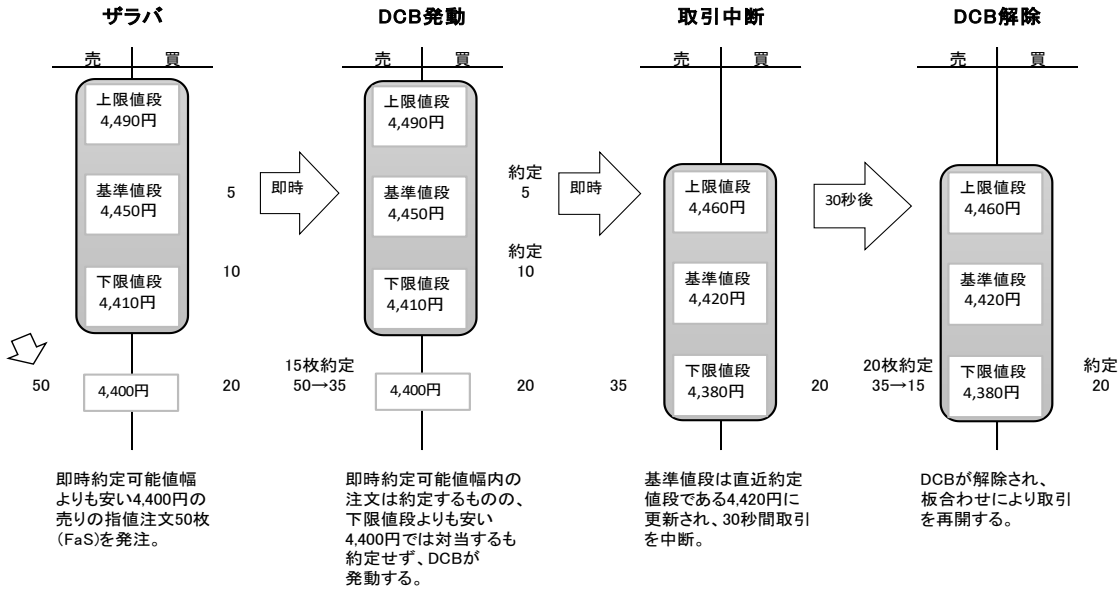 ザラバ
DCB発動
取引中断
DCB解除
売 買
上限値段
4,490円
基準値段
4,450円
5
10
下限値段
4,410円
50
4,400円
20
即時約定可能値幅
よりも安い4,400円の
売りの指値注文50枚
(FaS)を発注。
即時
売 買
上限値段
4,490円
基準値段
4,450円
約定
5
約定
10
下限値段
4,410円
15枚約定
50→35
4,400円
20
即時約定可能値幅内の
注文は約定するものの、
下限値段よりも安い
4,400円では対当するも
約定せず、DCBが
発動する。
即時
売 買
上限値段
4,460円
基準値段
4,420円
35
下限値段
4,380円
20
基準値段は直近約定
値段である4,420円に
更新され、30秒間取引
を中断。
30秒後
売 買
上限値段
4,460円
基準値段
4,420円
20枚約定
35→15
下限値段
4,380円
約定
20
DCBが解除され、
板合わせにより取引
を再開する。